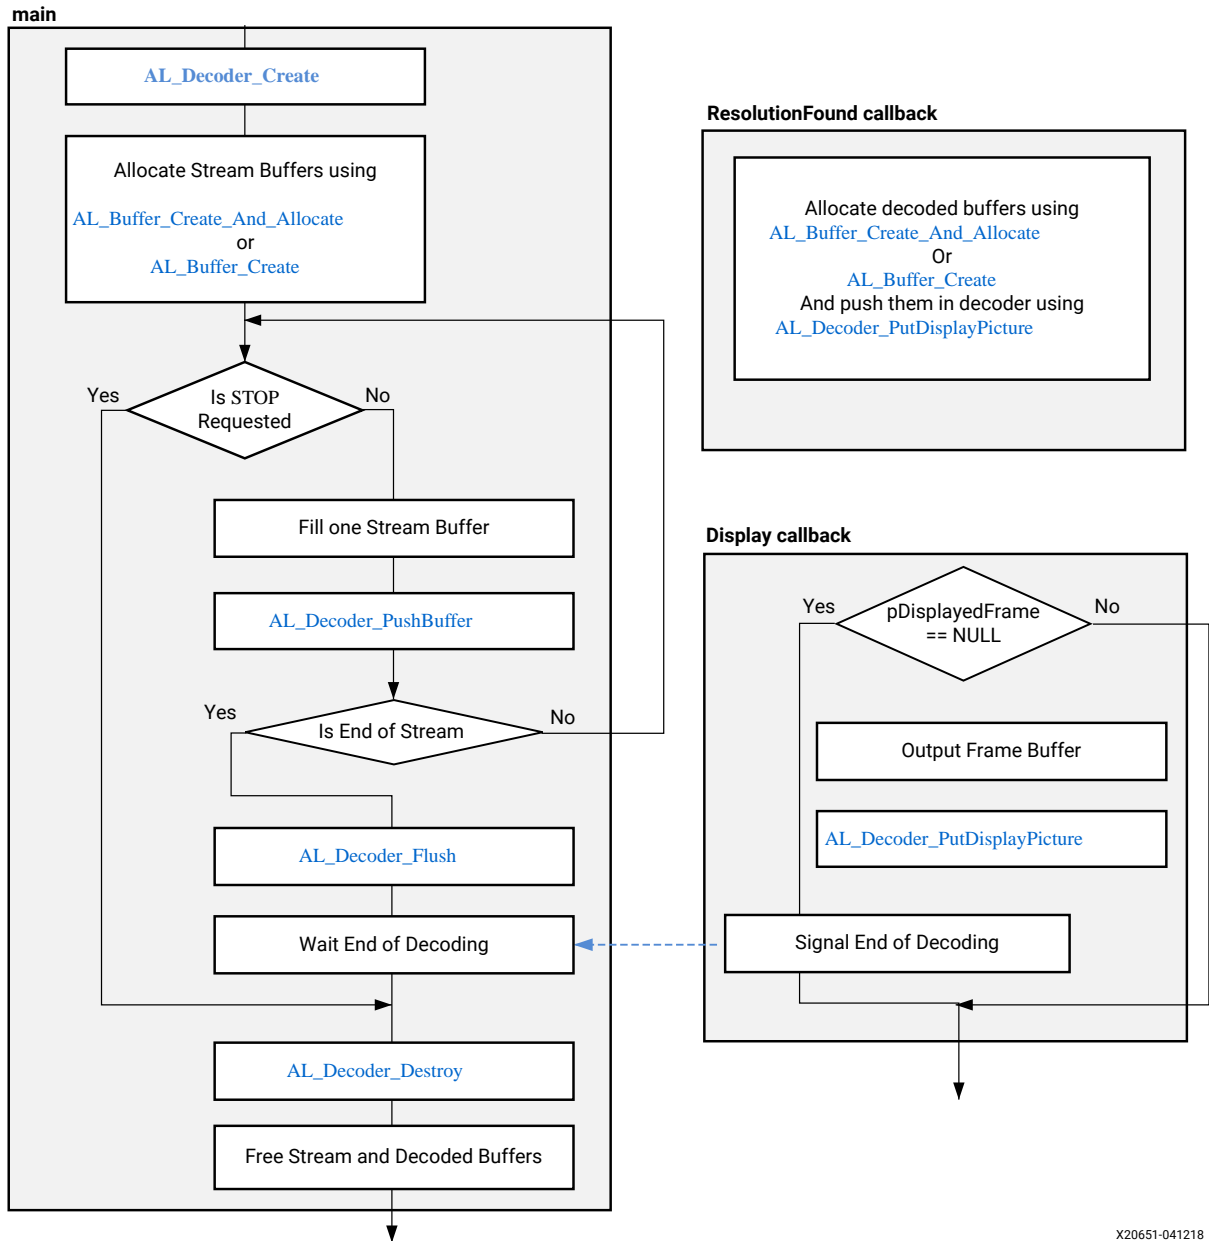 main
AL_Decoder_Create
Allocate Stream Buffers using
AL_Buffer_Create_And_Allocate
or
AL_Buffer_Create
Yes
Is STOP
Requested
No
Fill one Stream Buffer
AL_Decoder_PushBuffer
Yes
Is End of Stream
No
AL_Decoder_Flush
Wait End of Decoding
AL_Decoder_Destroy
Free Stream and Decoded Buffers
ResolutionFound callback
Allocate decoded buffers using
AL_Buffer_Create_And_Allocate
Or
AL_Buffer_Create
And push them in decoder using
AL_Decoder_PutDisplayPicture
Display callback
Yes
pDisplayedFrame
== NULL
No
Output Frame Buffer
AL_Decoder_PutDisplayPicture
Signal End of Decoding
X20651-041218